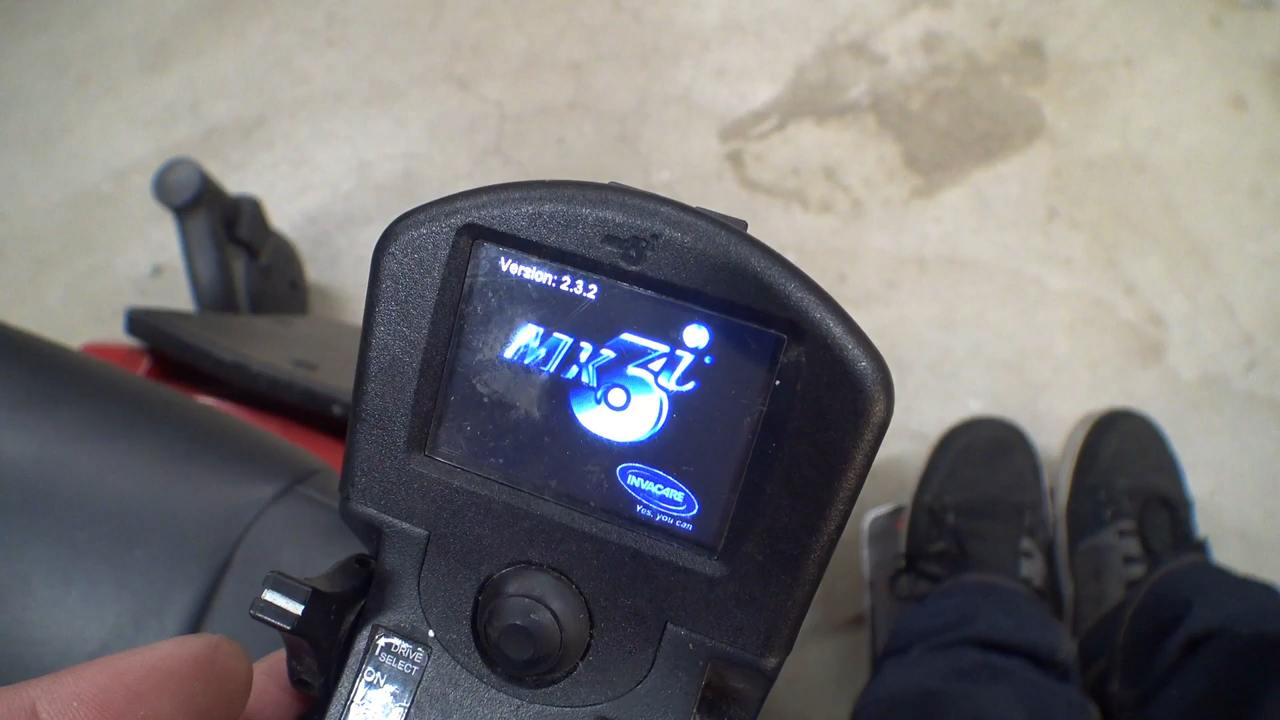 Version: 2.3.2
MK6i
INVACARE
Yes, you can
DRIVE
SELECT
ON